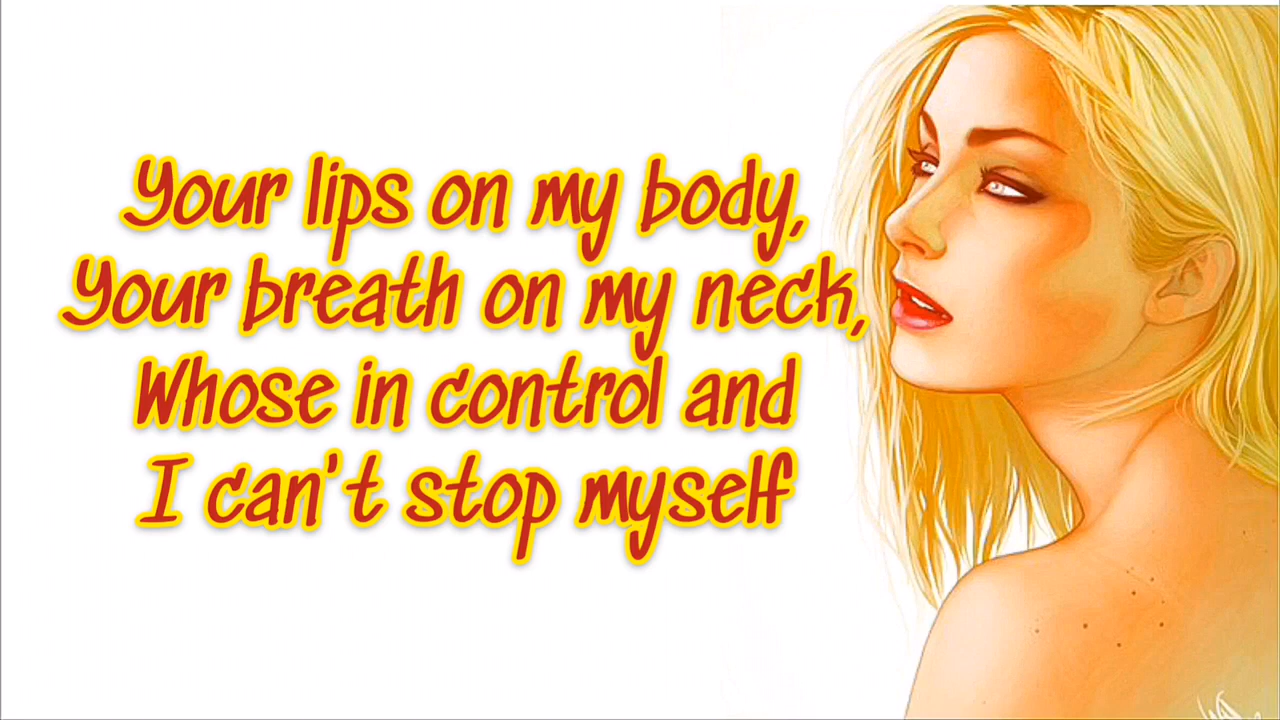 Your lips on my body,
Your breath on my neck,
Whose in control and
I can't stop myself